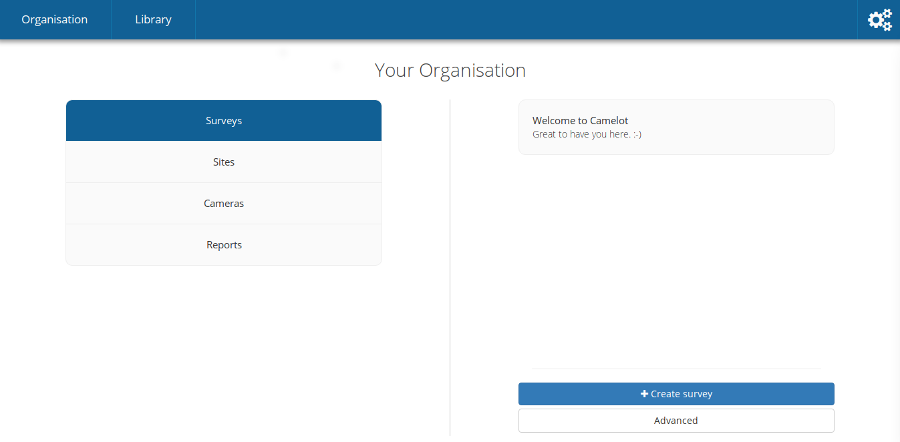 Organisation
Library
Your Organisation
Surveys
Sites
Cameras
Reports
Welcome to Camelot
Great to have you here. :-)
Create survey
Advanced